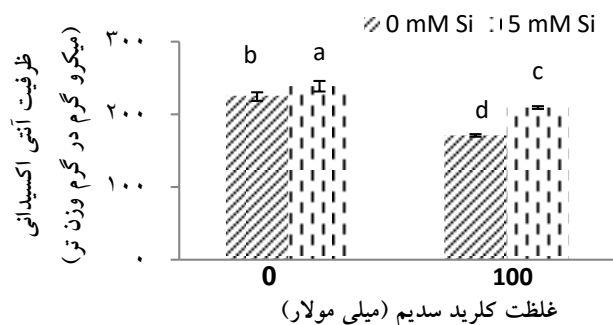 0 mM Si 5 mM Si
ظرفیت آنتی اکسیدانی
(میکرو گرم در گرم وزن تر)
۳۰۰
۲۰۰
۱۰۰
۰
b a d c
0 100
غلظت کلرید سدیم (میلی مولار)